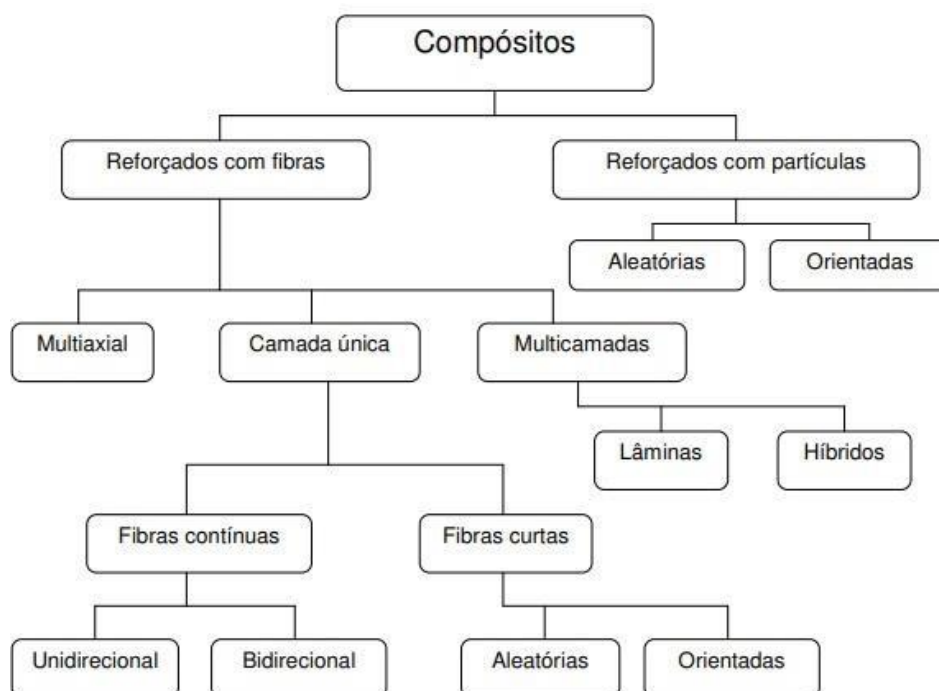 Compósitos
Reforçados com fibras
Reforçados com partículas
Aleatórias
Orientadas
Multiaxial
Camada única
Multicamadas
Lâminas
Híbridos
Fibras contínuas
Fibras curtas
Unidirecional
Bidirecional
Aleatórias
Orientadas